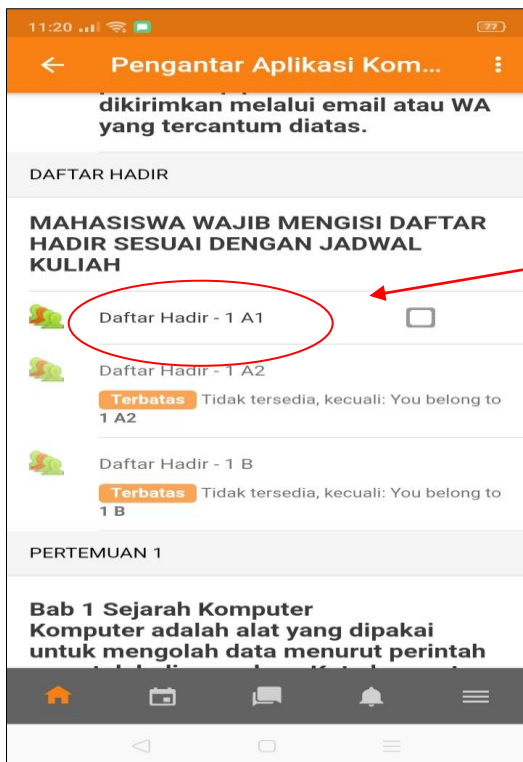 11:20
77
Pengantar Aplikasi Kom...
dikirimkan melalui email atau WA
yang tercantum diatas.
DAFTAR HADIR
MAHASISWA WAJIB MENGISI DAFTAR
HADIR SESUAI DENGAN JADWAL
KULIAH
Daftar Hadir - 1 A1
Daftar Hadir - 1 A2
Terbatas Tidak tersedia, kecuali: You belong to
1 A2
Daftar Hadir - 1 B
Terbatas Tidak tersedia, kecuali: You belong to
1 B
PERTEMUAN 1
Bab 1 Sejarah Komputer
Komputer adalah alat yang dipakai
untuk mengolah data menurut perintah